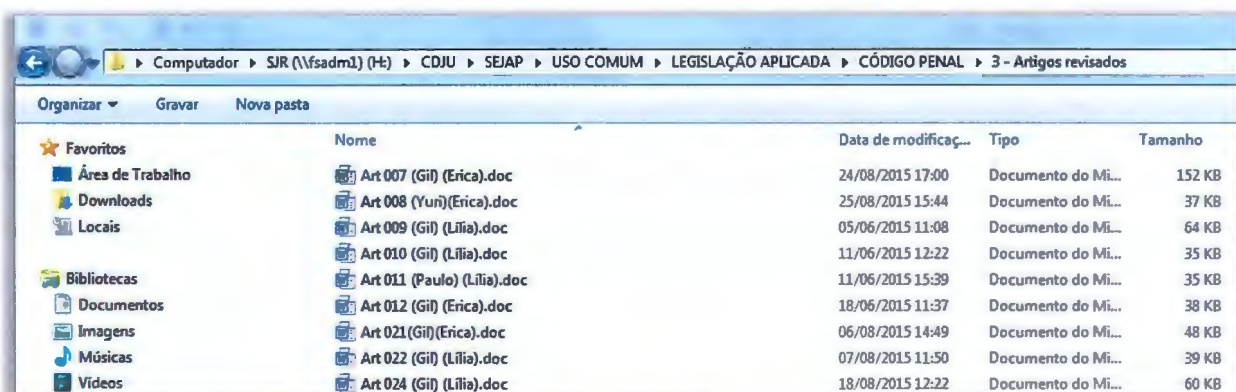 Computador ▸ SJR (\\fsadm1) (H:) ▸ CDJU ▸ SEJAP ▸ USO COMUM ▸ LEGISLAÇÃO APLICADA ▸ CÓDIGO PENAL ▸ 3 - Artigos revisados
Organizar Gravar Nova pasta
Nome Data de modificaç... Tipo Tamanho
Favoritos
Área de Trabalho
Downloads
Locais
Bibliotecas
Documentos
Imagens
Músicas
Vídeos
Art 007 (Gil) (Erica).doc 24/08/2015 17:00 Documento do Mi... 152 KB
Art 008 (Yuri)(Erica).doc 25/08/2015 15:44 Documento do Mi... 37 KB
Art 009 (Gil) (Lília).doc 05/06/2015 11:08 Documento do Mi... 64 KB
Art 010 (Gil) (Lília).doc 11/06/2015 12:22 Documento do Mi... 35 KB
Art 011 (Paulo) (Lília).doc 11/06/2015 15:39 Documento do Mi... 35 KB
Art 012 (Gil) (Erica).doc 18/06/2015 11:37 Documento do Mi... 38 KB
Art 021(Gil)(Erica).doc 06/08/2015 14:49 Documento do Mi... 48 KB
Art 022 (Gil) (Lília).doc 07/08/2015 11:50 Documento do Mi... 39 KB
Art 024 (Gil) (Lília).doc 18/08/2015 12:22 Documento do Mi... 60 KB